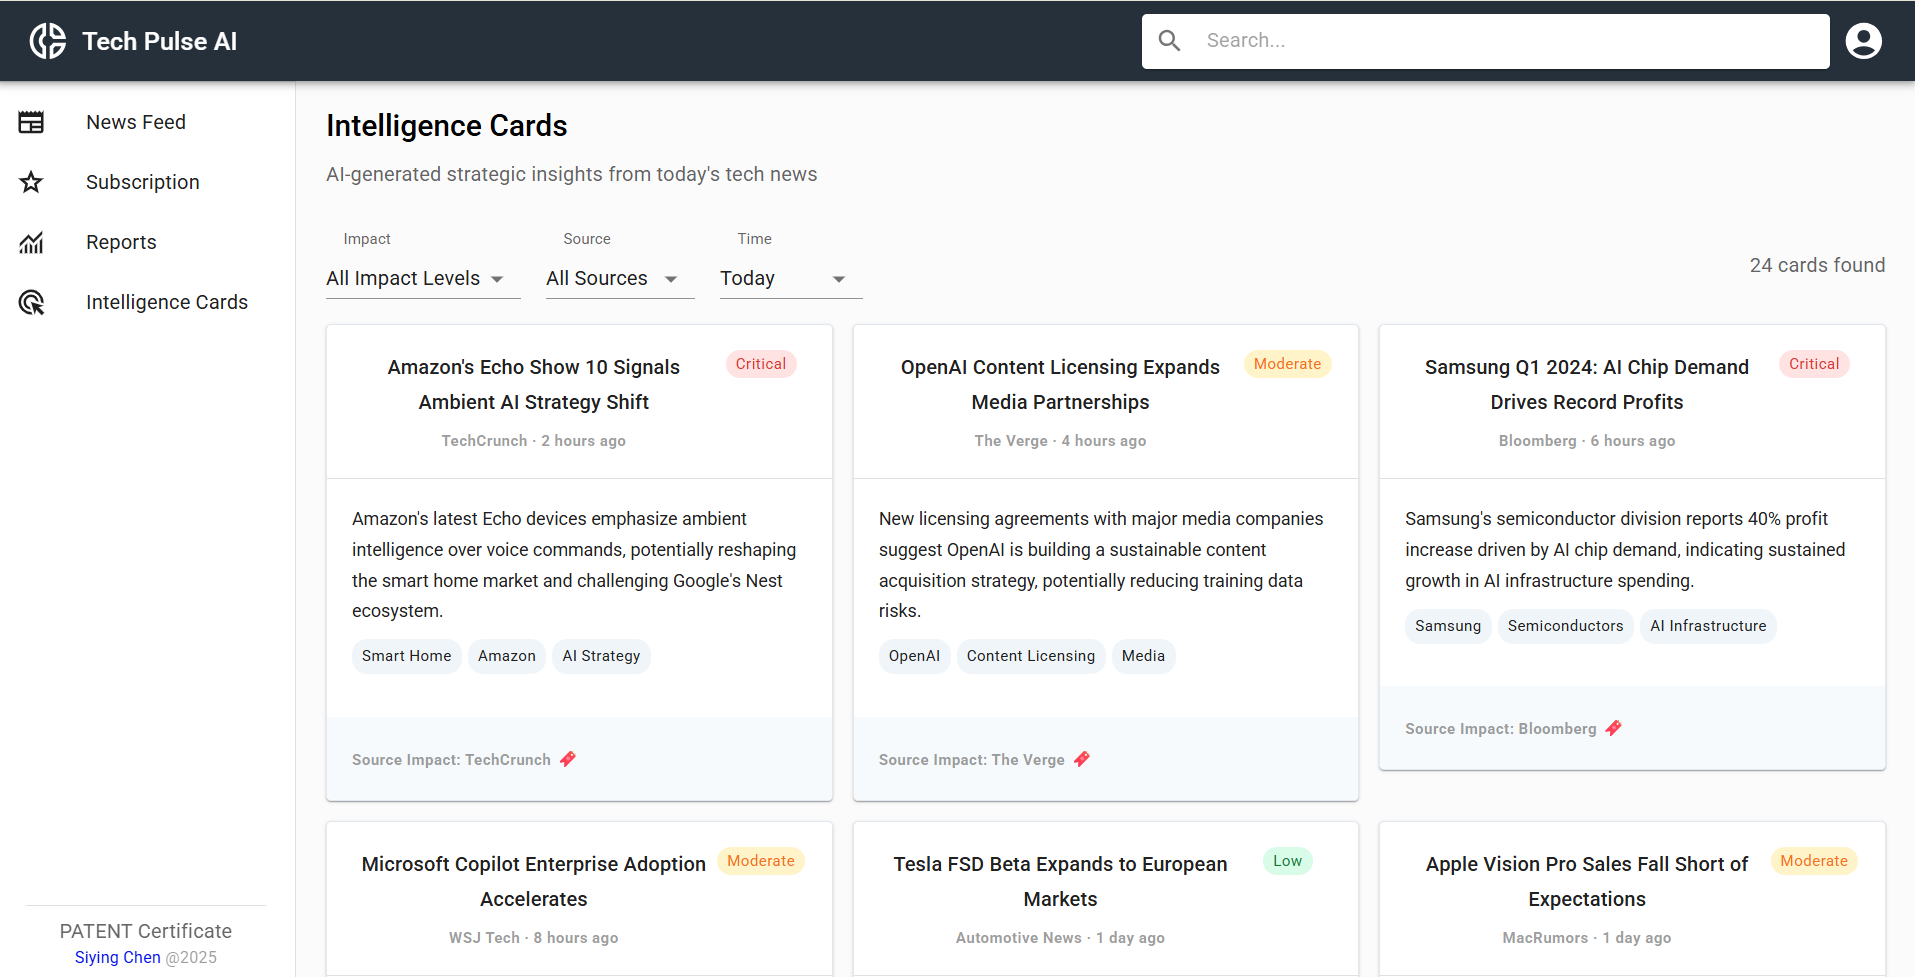 Tech Pulse AI
Search...
News Feed
Subscription
Reports
Intelligence Cards
PATENT Certificate
Siying Chen @2025
Intelligence Cards
AI-generated strategic insights from today's tech news
Impact
All Impact Levels
Source
All Sources
Time
Today
24 cards found
Amazon's Echo Show 10 Signals
Ambient AI Strategy Shift
Critical
TechCrunch · 2 hours ago
Amazon's latest Echo devices emphasize ambient
intelligence over voice commands, potentially reshaping
the smart home market and challenging Google's Nest
ecosystem.
Smart Home Amazon AI Strategy
Source Impact: TechCrunch
OpenAI Content Licensing Expands
Media Partnerships
Moderate
The Verge · 4 hours ago
New licensing agreements with major media companies
suggest OpenAI is building a sustainable content
acquisition strategy, potentially reducing training data
risks.
OpenAI Content Licensing Media
Source Impact: The Verge
Samsung Q1 2024: AI Chip Demand
Drives Record Profits
Critical
Bloomberg · 6 hours ago
Samsung's semiconductor division reports 40% profit
increase driven by AI chip demand, indicating sustained
growth in AI infrastructure spending.
Samsung Semiconductors AI Infrastructure
Source Impact: Bloomberg
Microsoft Copilot Enterprise Adoption
Accelerates
Moderate
WSJ Tech · 8 hours ago
Tesla FSD Beta Expands to European
Markets
Low
Automotive News · 1 day ago
Apple Vision Pro Sales Fall Short of
Expectations
Moderate
MacRumors · 1 day ago